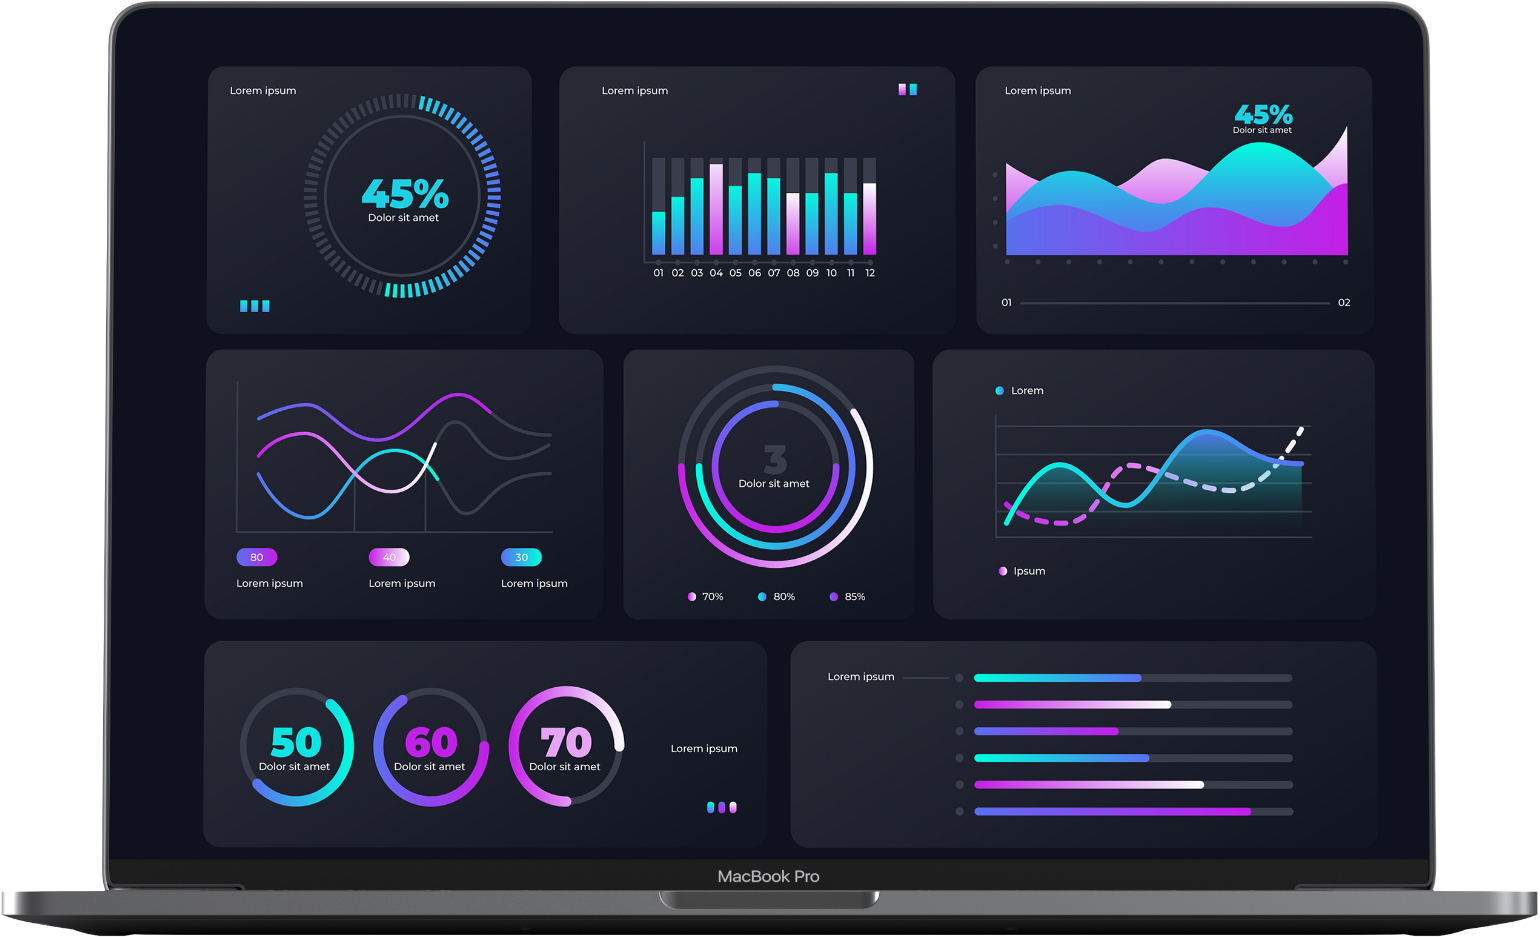 Lorem ipsum
45%
Dolor sit amet
Lorem ipsum
01 02 03 04 05 06 07 08 09 10 11 12
Lorem ipsum
45%
Dolor sit amet
01 02
80 40 30
Lorem ipsum Lorem ipsum Lorem ipsum
3
Dolor sit amet
70% 80% 85%
Lorem
Ipsum
50 60 70
Dolor sit amet Dolor sit amet Dolor sit amet
Lorem ipsum
Lorem ipsum
MacBook Pro